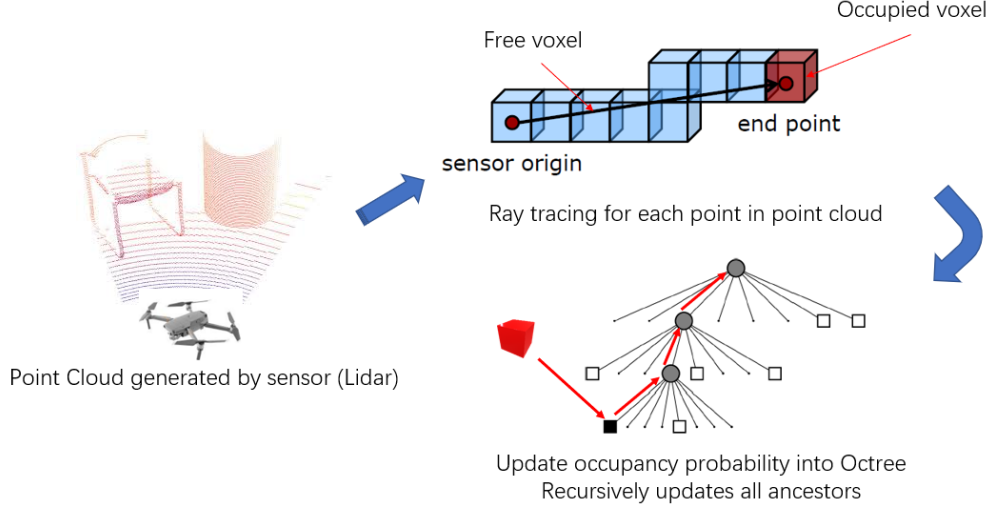 Occupied voxel
Free voxel
end point
sensor origin
Ray tracing for each point in point cloud
Point Cloud generated by sensor (Lidar)
Update occupancy probability into Octree
Recursively updates all ancestors